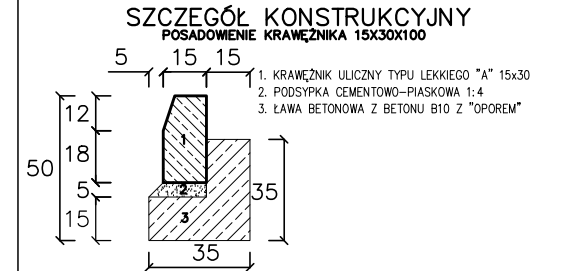 SZCZEGÓŁ KONSTRUKCYJNY
POSADOWIENIE KRAWĘŻNIKA 15X30X100
5 15 15
1. KRAWĘŻNIK ULICZNY TYPU LEKKIEGO "A" 15x30
2. PODSYPKA CEMENTOWO-PIASKOWA 1:4
3. ŁAWA BETONOWA Z BETONU B10 Z "OPOREM"
12
1
18
50
5
2
35
15
3
35